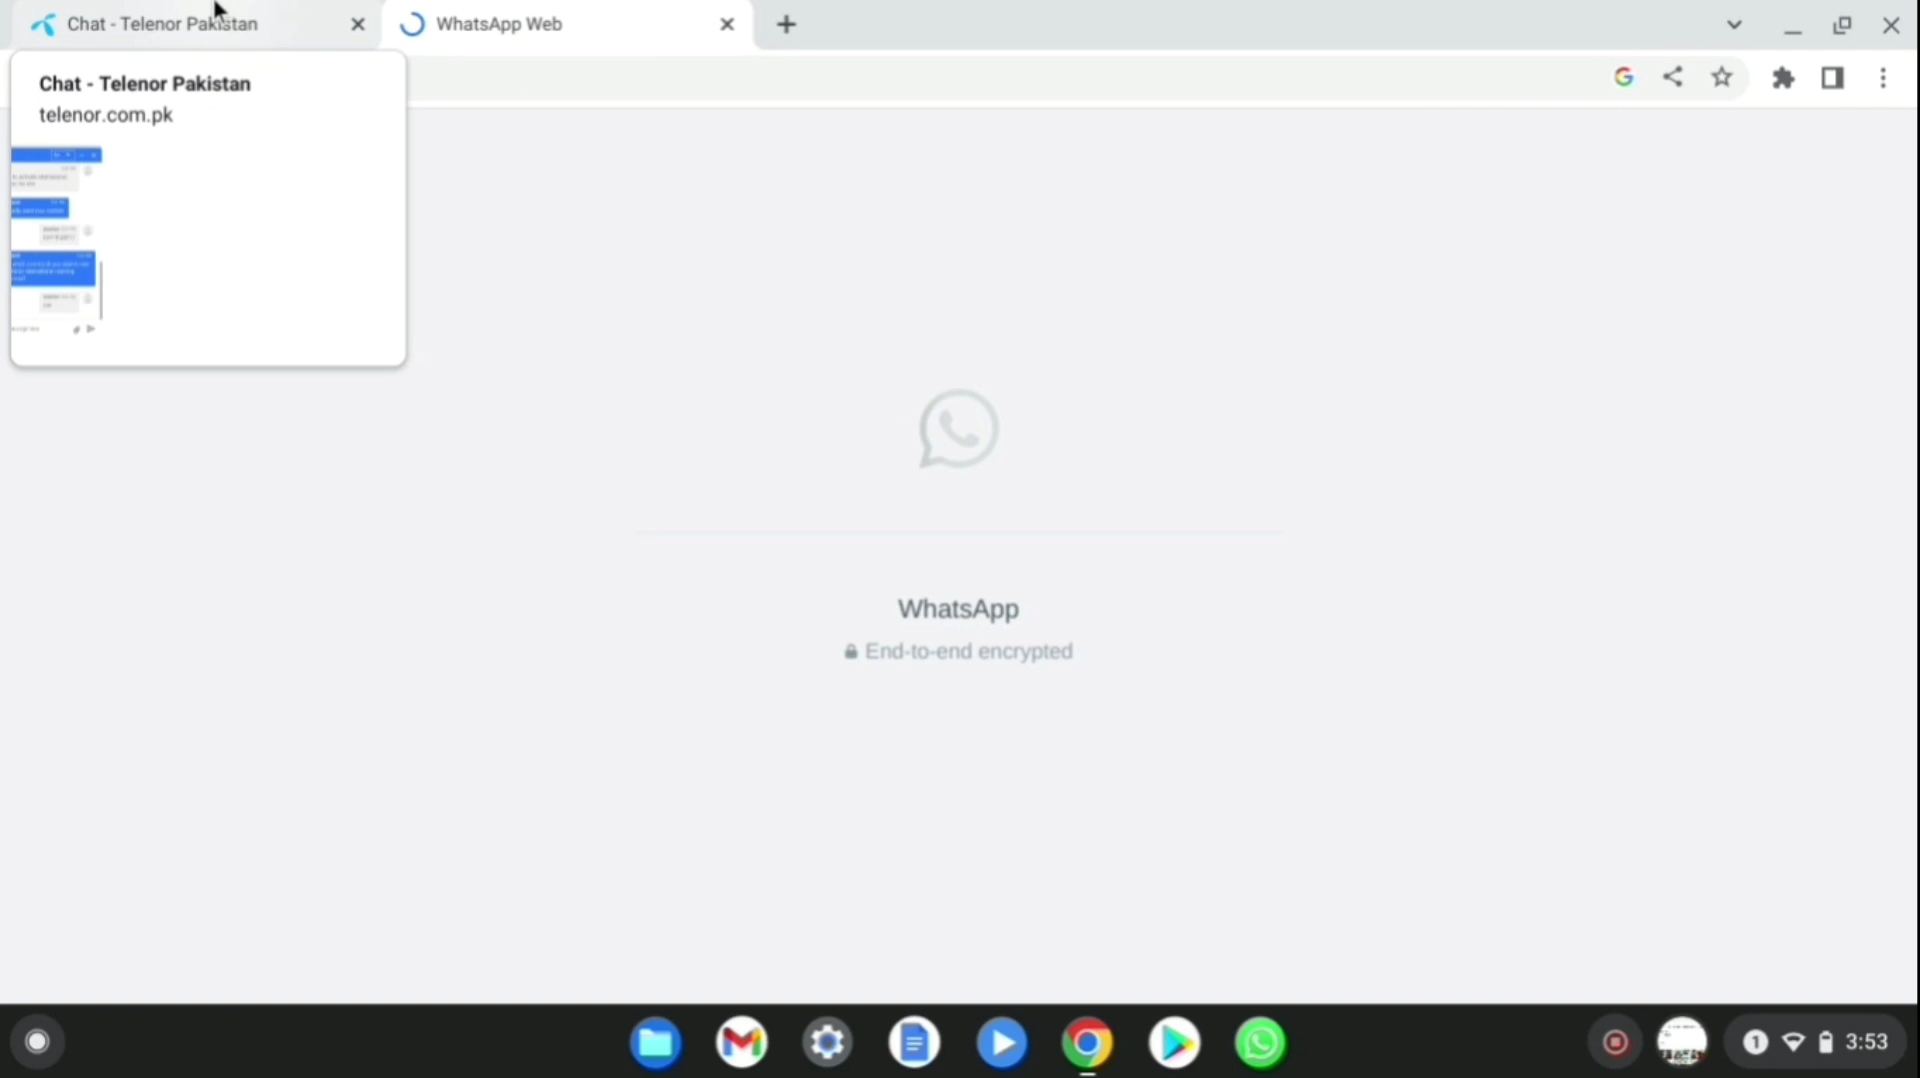 Chat - Telenor Pakistan
WhatsApp Web
Chat - Telenor Pakistan
telenor.com.pk
WhatsApp
End-to-end encrypted
1
3:53